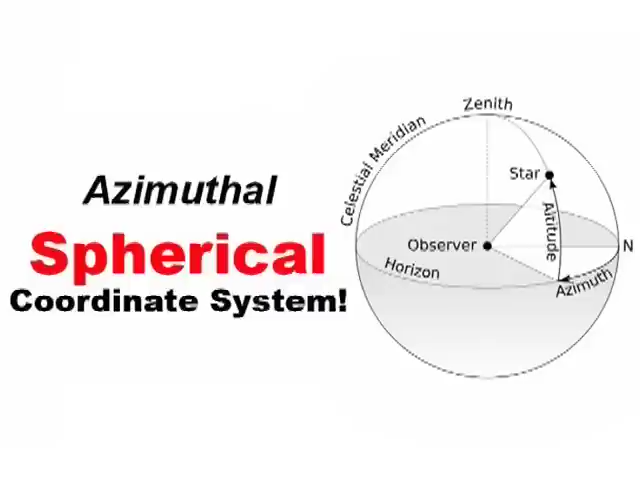 Azimuthal
Spherical
Coordinate System!
Zenith
Celestial Meridian
Star
Altitude
Observer
N
Horizon
Azimuth